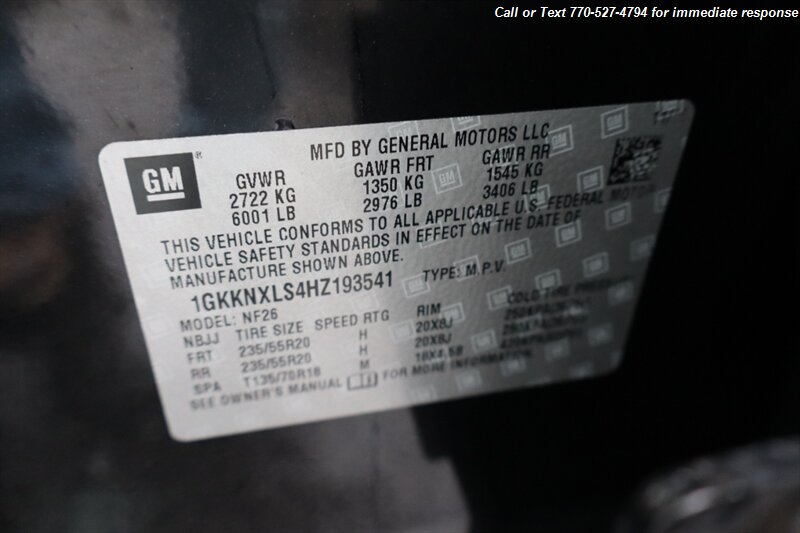 Call or Text 770-527-4794 for immediate response
GM
MFD BY GENERAL MOTORS LLC
GVWR GAWR FRT GAWR RR
2722 KG 1350 KG 1545 KG
6001 LB 2976 LB 3406 LB
THIS VEHICLE CONFORMS TO ALL APPLICABLE U.S. FEDERAL MOTOR
VEHICLE SAFETY STANDARDS IN EFFECT ON THE DATE OF
MANUFACTURE SHOWN ABOVE.
1GKKNXLS4HZ193541 TYPE: M.P.V.
MODEL: NF26
NBJJ TIRE SIZE SPEED RTG RIM COLD TIRE
FRT 235/55R20 H 20X8J
RR 235/55R20 H 20X8J
SPA T135/70R18 M 18X4.5B
SEE OWNER'S MANUAL FOR MORE INFORMATION